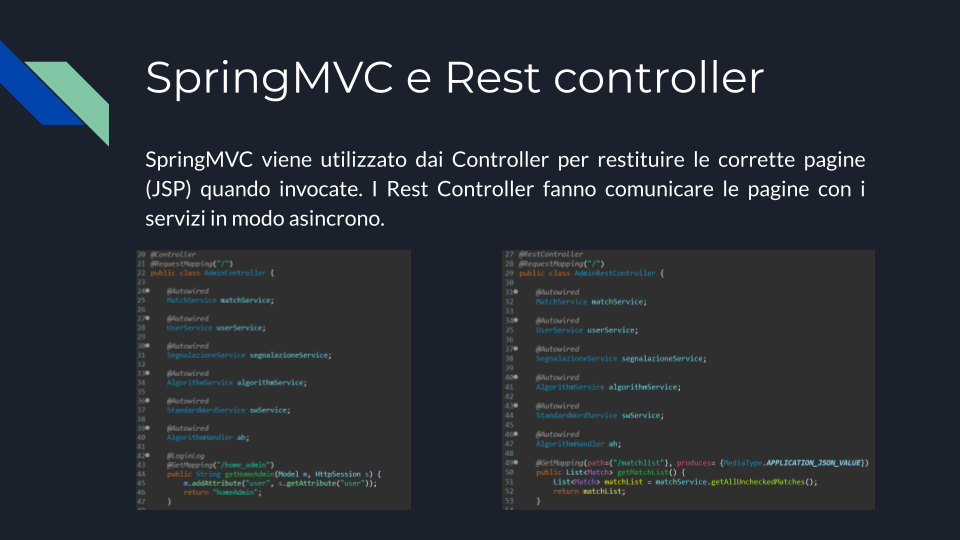 SpringMVC e Rest controller
SpringMVC viene utilizzato dai Controller per restituire le corrette pagine
(JSP) quando invocate. I Rest Controller fanno comunicare le pagine con i
servizi in modo asincrono.
20 @Controller
21 @RequestMapping("/")
22 public class AdminController {
23
24 @Autowired
25 MatchService matchService;
26
27 @Autowired
28 UserService userService;
29
30 @Autowired
31 SegnalazioneService segnalazioneService;
32
33 @Autowired
34 AlgorithmService algorithmService;
35
36 @Autowired
37 StandardWordService swService;
38
39 @Autowired
40 AlgorithmHandler ah;
41
42 @LoginLog
43 @GetMapping("/home_admin")
44 public String getHomeAdmin(Model m, HttpSession s) {
45 m.addAttribute("user", s.getAttribute("user"));
46 return "homeAdmin";
47 }
27 @RestController
28 @RequestMapping("/")
29 public class AdminRestController {
30
31 @Autowired
32 MatchService matchService;
33
34 @Autowired
35 UserService userService;
36
37 @Autowired
38 SegnalazioneService segnalazioneService;
39
40 @Autowired
41 AlgorithmService algorithmService;
42
43 @Autowired
44 StandardWordService swService;
45
46 @Autowired
47 AlgorithmHandler ah;
48
49 @GetMapping(path={"/matchlist"}, produces= {MediaType.APPLICATION_JSON_VALUE})
50 public List<Match> getMatchList() {
51 List<Match> matchList = matchService.getAllUncheckedMatches();
52 return matchList;
53 }